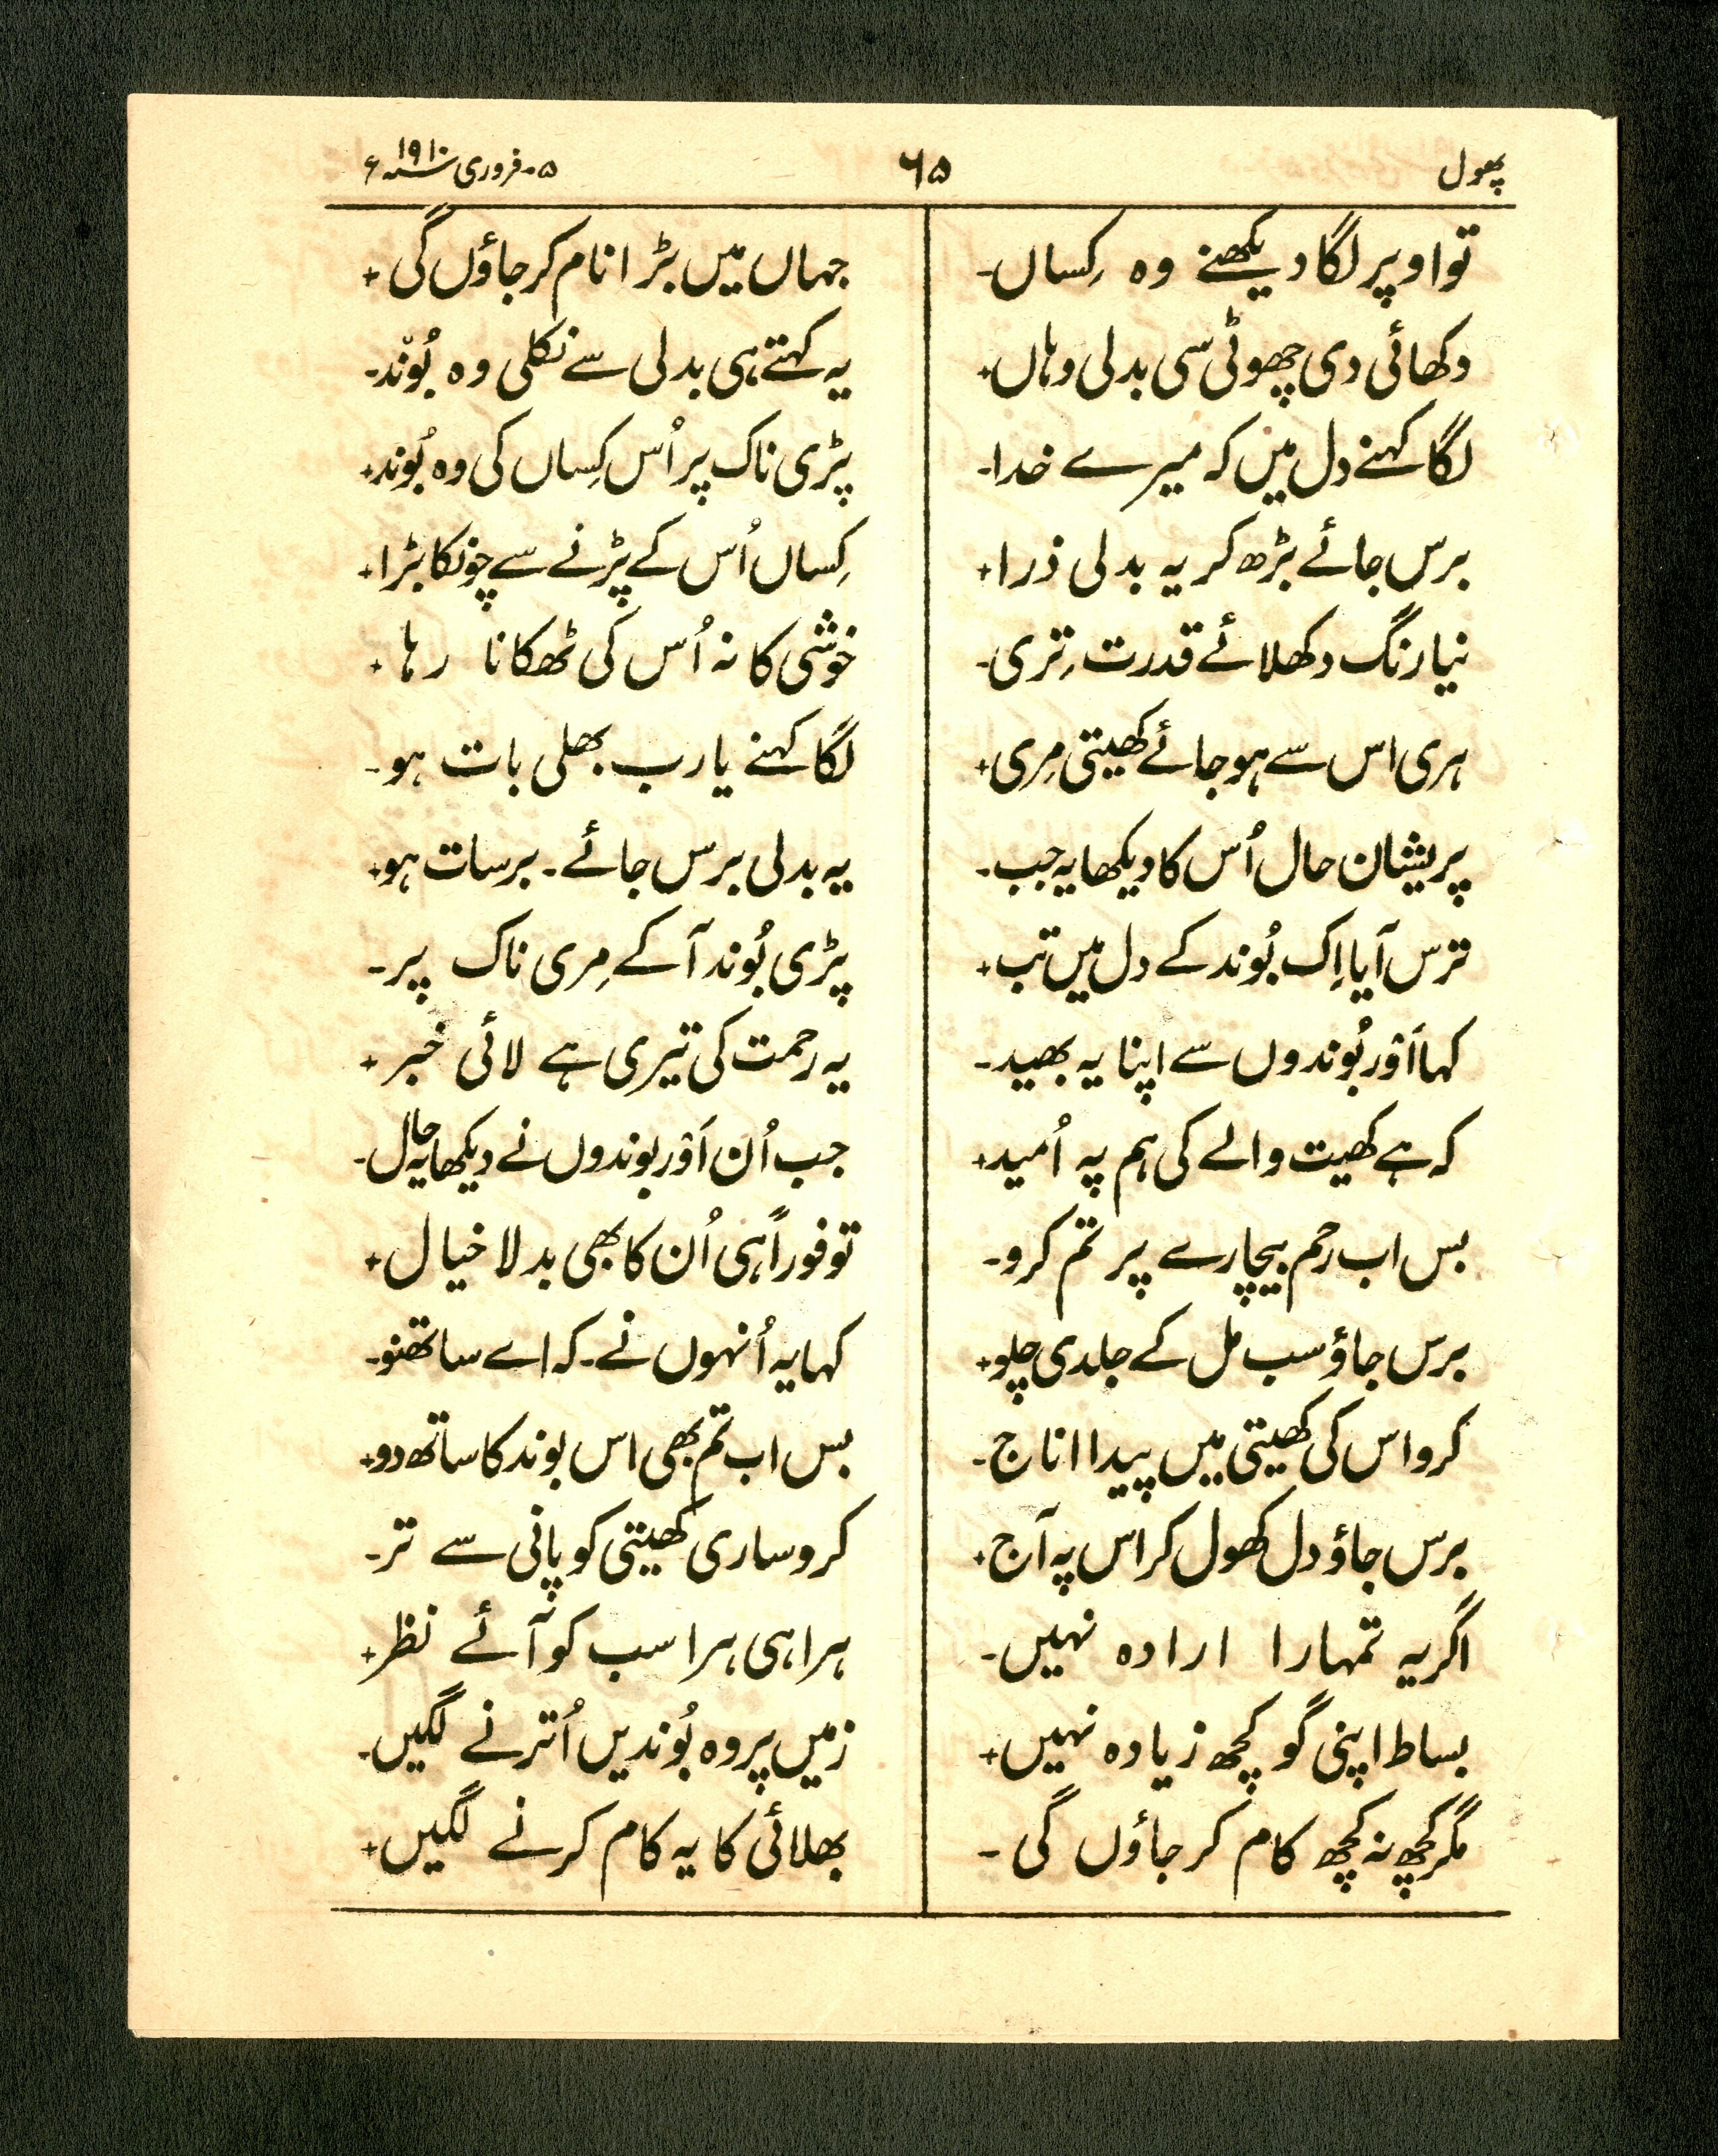 پھول
۶۵
۵-فروری سنہ ۱۹۱۰ء
تو اوپر لگا دیکھنے وہ کِساں-
دکھائی دی چھوٹی سی بدلی وہاں+
لگا کہنے دل میں کہ میرے خدا-
برس جائے بڑھ کر یہ بدلی ذرا+
نیا رنگ دکھلائے قدرت تِری-
ہری اس سے ہو جائے کھیتی مِری+
پریشان حال اُس کا دیکھا یہ جب-
ترس آیا اِک بُوند کے دل میں تب+
کہا اَور بُوندوں سے اپنا یہ بھید-
کہ ہے کھیت والے کی ہم پہ اُمید+
بس اب رحم بیچارے پر تم کرو-
برس جاؤ سب مل کے جلدی چلو+
کرو اس کی کھیتی میں پیدا اناج-
برس جاؤ دل کھول کر اس پہ آج+
اگر یہ تمہارا ارادہ نہیں-
بساط اپنی گو کچھ زیادہ نہیں+
مگر کچھ نہ کچھ کام کر جاؤں گی-
جہاں میں بڑا نام کر جاؤں گی+
یہ کہتے ہی بدلی سے نکلی وہ بُوند-
پڑی ناک پر اُس کِساں کی وہ بُوند+
کِساں اُس کے پڑنے سے چونکا بڑا+
خوشی کا نہ اُس کی ٹھکانا رہا+
لگا کہنے یارب بھلی بات ہو-
یہ بدلی برس جائے- برسات ہو+
پڑی بُوند آ کے مِری ناک پر-
یہ رحمت کی تیری ہے لائی خبر+
جب اُن اَور بوندوں نے دیکھا یہ حال-
تو فوراً ہی اُن کا بھی بدلا خیال+
کہا یہ اُنہوں نے- کہ اے ساتھنو-
بس اب تم بھی اس بوند کا ساتھ دو+
کرو ساری کھیتی کو پانی سے تر-
ہرا ہی ہرا سب کو آئے نظر+
زمیں پر وہ بُوندیں اُترنے لگیں-
بھلائی کا یہ کام کرنے لگیں+